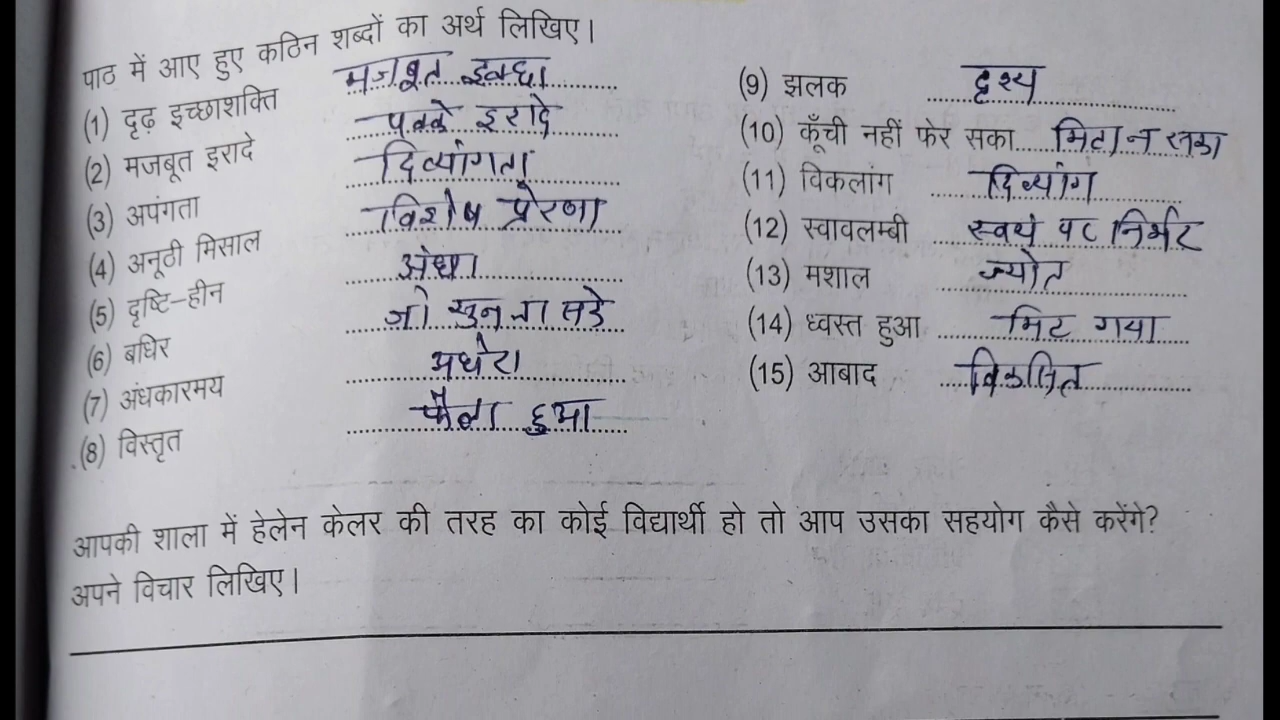 पाठ में आए हुए कठिन शब्दों का अर्थ लिखिए।
(1) दृढ़ इच्छाशक्ति मजबूत इच्छा
(2) मजबूत इरादे पक्के इरादे
(3) अपंगता दिव्यांगता
(4) अनूठी मिसाल विशेष प्रेरणा
(5) दृष्टि-हीन अंधा
(6) बधिर जो सुन ना सके
(7) अंधकारमय अधेरा
(8) विस्तृत फैला हुआ
(9) झलक दृश्य
(10) कूँची नहीं फेर सका मिटा न सका
(11) विकलांग दिव्यांग
(12) स्वावलम्बी स्वयं पर निर्भर
(13) मशाल ज्योत
(14) ध्वस्त हुआ मिट गया
(15) आबाद विकसित
आपकी शाला में हेलेन केलर की तरह का कोई विद्यार्थी हो तो आप उसका सहयोग कैसे करेंगे?
अपने विचार लिखिए।